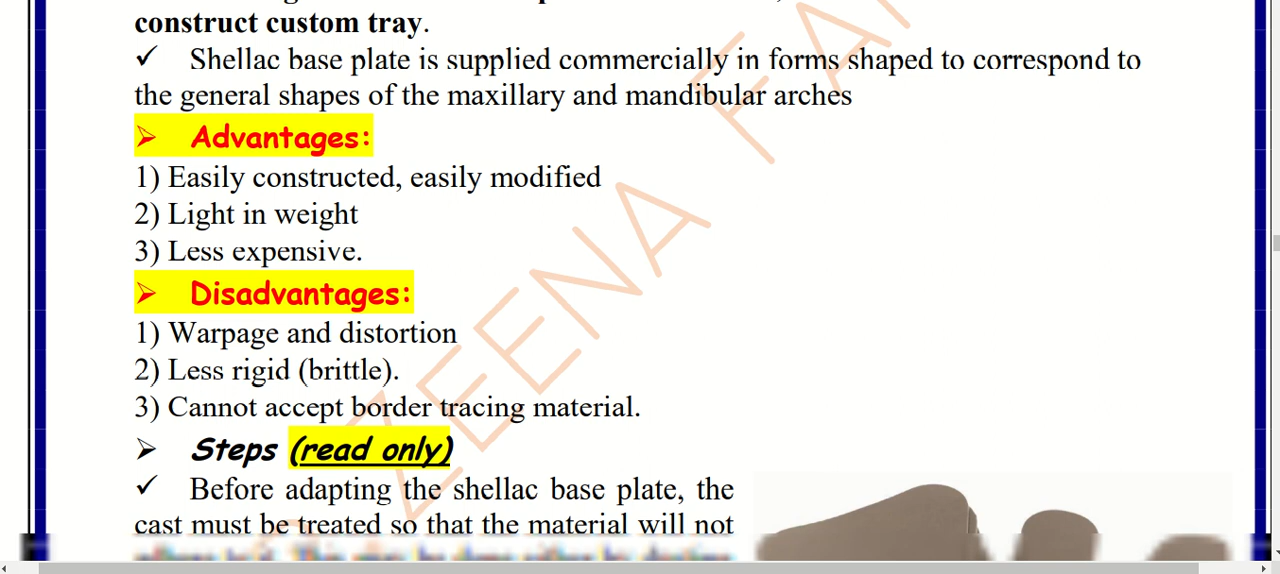 construct custom tray.
✓ Shellac base plate is supplied commercially in forms shaped to correspond to
the general shapes of the maxillary and mandibular arches
➢ Advantages:
1) Easily constructed, easily modified
2) Light in weight
3) Less expensive.
➢ Disadvantages:
1) Warpage and distortion
2) Less rigid (brittle).
3) Cannot accept border tracing material.
➢ Steps (read only)
✓ Before adapting the shellac base plate, the
cast must be treated so that the material will not
ZEENA FA